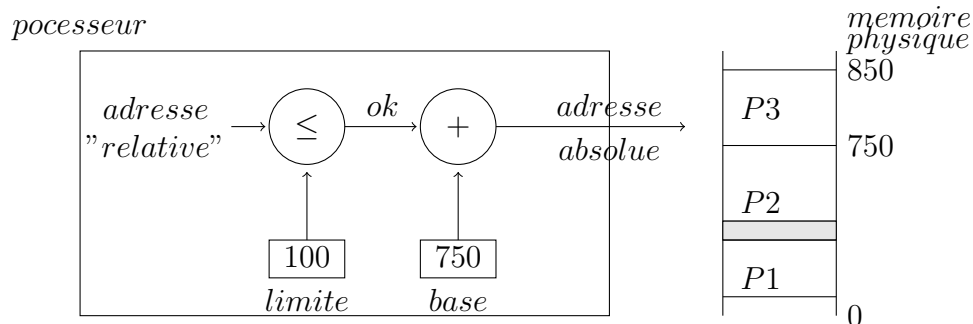 pocesseur
memoire
physique
adresse
"relative"
≤
ok
+
adresse
absolue
100
limite
750
base
850
P3
750
P2
P1
0